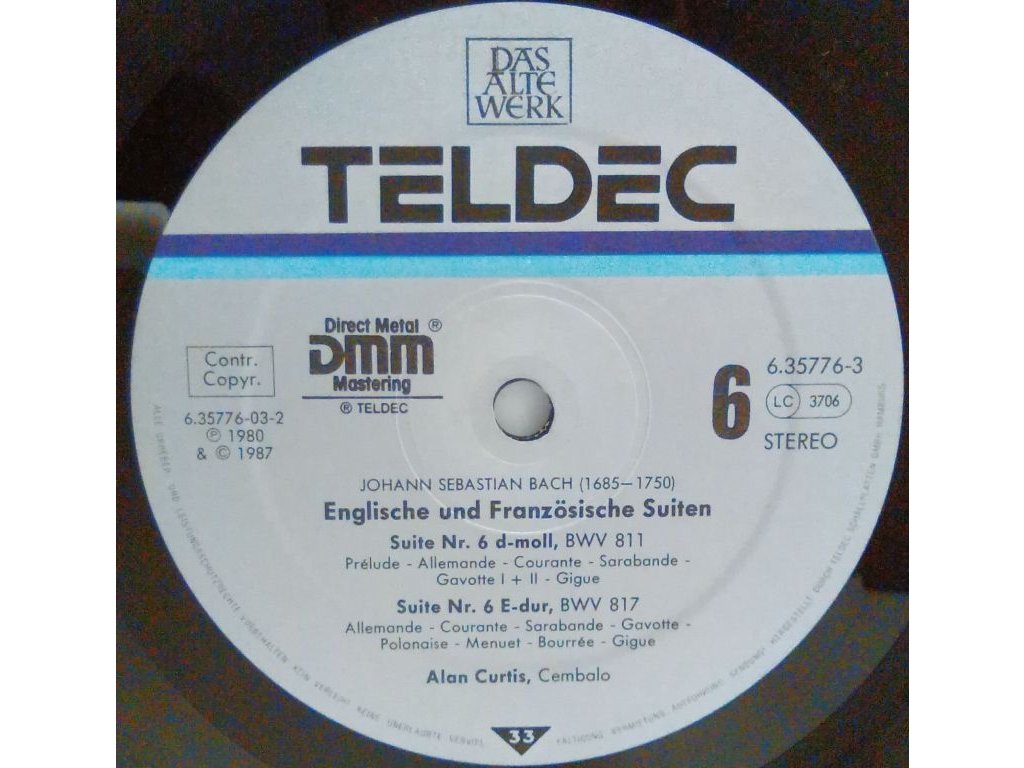 DAS
ALTE
WERK
TELDEC
Direct Metal ®
DMM
Mastering
® TELDEC
Contr.
Copyr.
6.35776-03-2
℗ 1980
& © 1987
6
6.35776-3
LC 3706
STEREO
JOHANN SEBASTIAN BACH (1685—1750)
Englische und Französische Suiten
Suite Nr. 6 d-moll, BWV 811
Prélude - Allemande - Courante - Sarabande -
Gavotte I + II - Gigue
Suite Nr. 6 E-dur, BWV 817
Allemande - Courante - Sarabande - Gavotte -
Polonaise - Menuet - Bourrée - Gigue
Alan Curtis, Cembalo
33